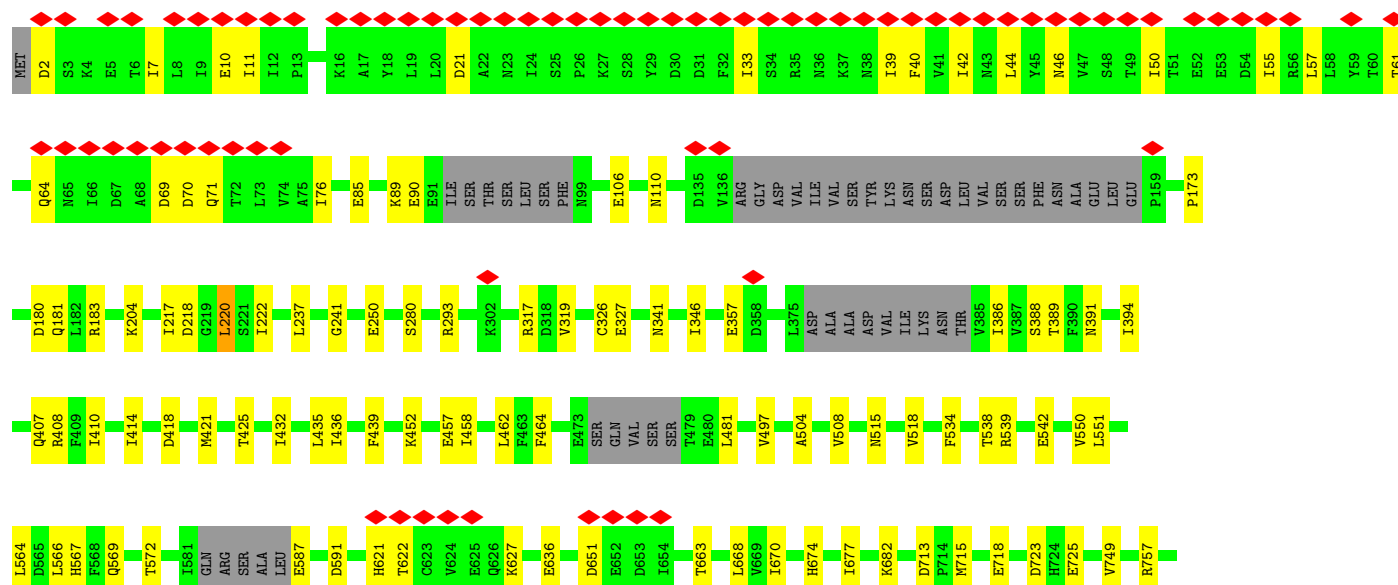 MET D2 S3 K4 E5 T6 I7 L8 I9 E10 I11 I12 P13 K16 A17 Y18 L19 L20 D21 A22 N23 I24 S25 P26 K27 S28 Y29 D30 D31 F32 I33 S34 R35 N36 K37 N38 I39 F40 V41 I42 N43 L44 Y45 N46 V47 S48 T49 I50 T51 E52 E53 D54 I55 R56 L57 L58 Y59 T60 T61
Q64 N65 I66 D67 A68 D69 D70 Q71 T72 L73 V74 A75 I76 E85 K89 E90 E91 ILE SER THR SER LEU SER PHE N99 E106 N110 D135 V136 ARG GLY ASP VAL ILE VAL SER TYR LYS ASN SER ASP LEU VAL SER SER PHE ASN ALA GLU LEU GLU P159 P173
D180 Q181 L182 R183 K204 I217 D218 G219 L220 S221 I222 L237 G241 E250 S280 R293 K302 R317 D318 V319 C326 E327 N341 I346 E357 D358 L375 ASP ALA ALA ASP VAL ILE LYS ASN THR V385 I386 V387 S388 T389 F390 N391 I394
Q407 R408 F409 I410 I414 D418 M421 T425 I432 L435 I436 F439 K452 E457 I458 L462 F463 F464 E473 SER GLN VAL SER SER T479 E480 L481 V497 A504 V508 N515 V518 F534 T538 R539 E542 V550 L551
L564 D565 L566 H567 F568 Q569 T572 I581 GLN ARG SER ALA LEU E587 D591 H621 T622 C623 V624 E625 Q626 K627 E636 D651 E652 D653 I654 T663 L668 V669 I670 H674 I677 K682 D713 P714 M715 E718 D723 H724 E725 V749 R757